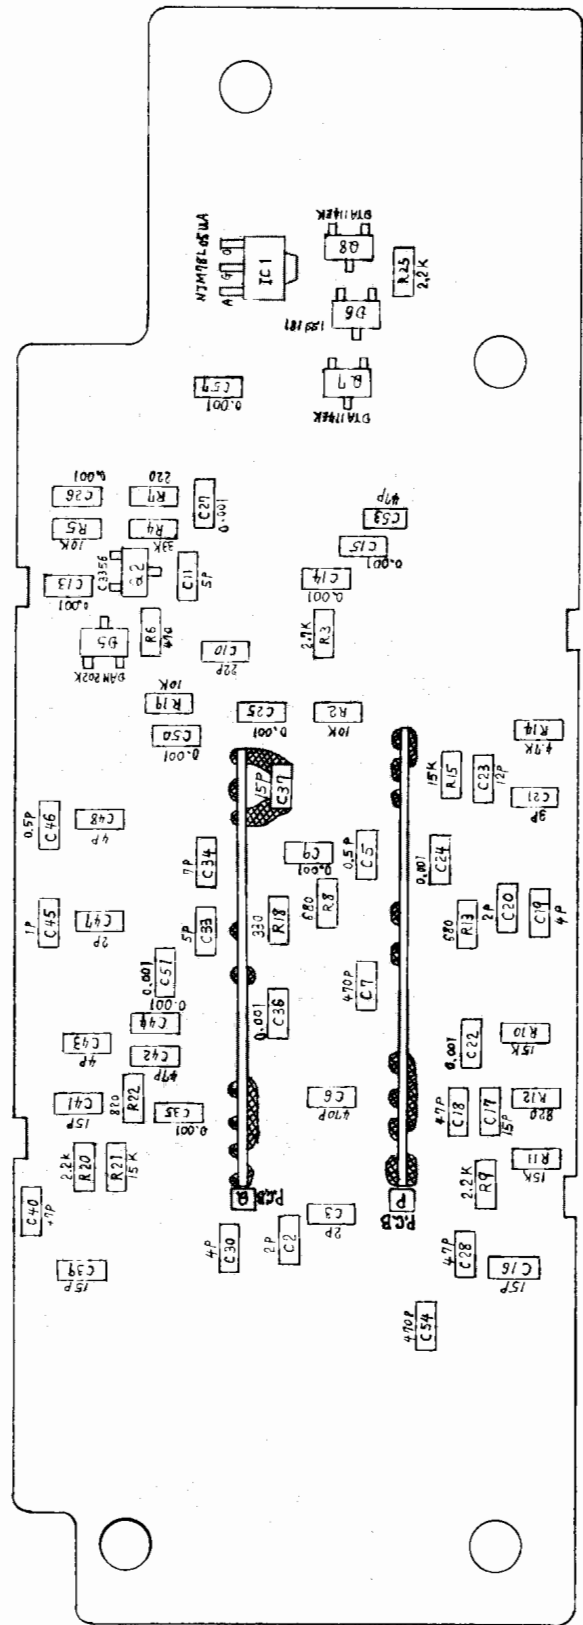 NJM78L05UA
A G O
IC1
DTA114EK
Q8
R25
2.2K
D6
1SS181
Q7
DTA114EK
C57
0.001
0.001
C26
220
R7
C27
0.001
R5
10K
R4
33K
47P
C53
C15
0.001
C13
0.001
C3356
Q2
C11
5P
C14
0.001
D5
DAN202K
R6
470
C10
22P
2.7K
R3
10K
R19
C50
0.001
C25
0.001
R2
10K
R14
4.7K
15P
C37
15K
R15
C23
12P
C21
3P
0.5P
C46
C48
4P
7P
C34
C9
0.001
0.5P
C5
0.001
C24
1P
C45
C47
2P
5P
C33
330
R18
680
R8
680
R13
2P
C20
C19
4P
0.001
C51
470P
C7
C43
4P
0.001
C44
C42
47P
0.001
C36
0.001
C22
R10
15K
C41
15P
820
R22
C35
0.001
C6
470P
47P
C18
C17
15P
R12
820
2.2K
R20
R21
15K
2.2K
R9
R11
15K
C40
47P
Q
P.C.B
C3
2P
P
P.C.B
C39
15P
4P
C30
2P
C2
47P
C28
C16
15P
470P
C54